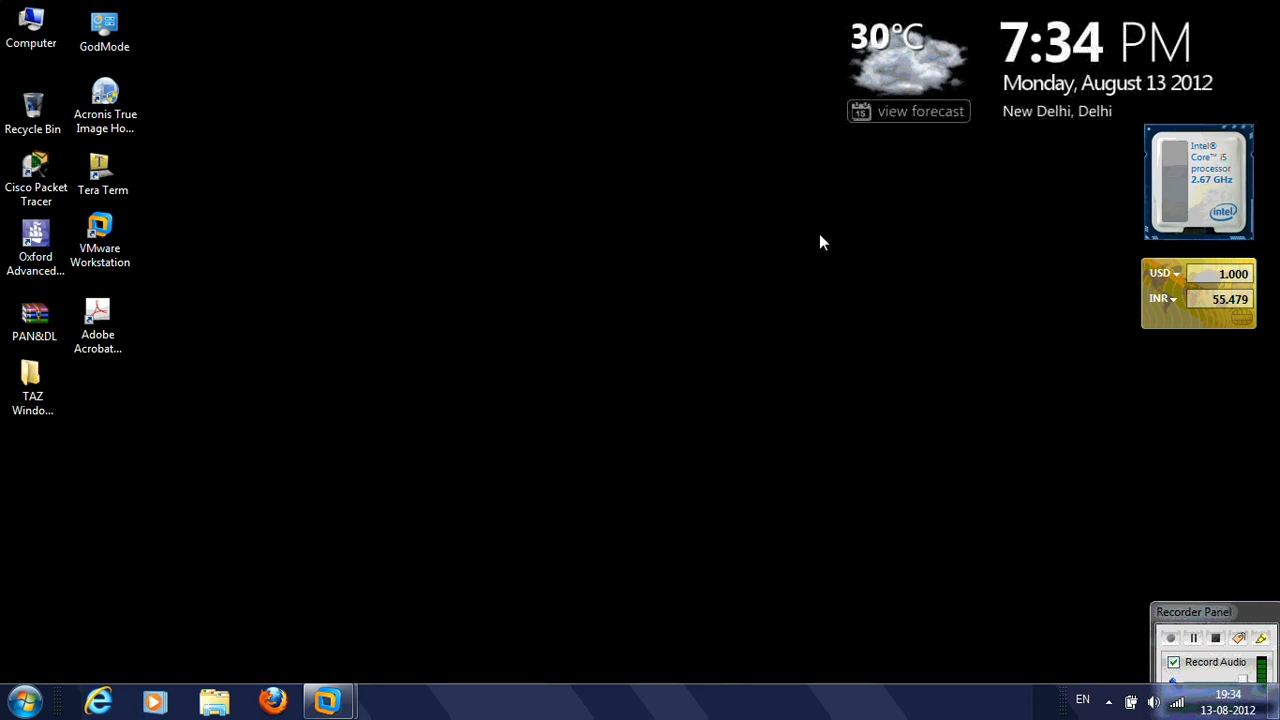 Computer
GodMode
Recycle Bin
Acronis True
Image Ho...
Cisco Packet
Tracer
Tera Term
Oxford
Advanced...
VMware
Workstation
PAN&DL
Adobe
Acrobat...
TAZ
Windo...
30°C
15
view forecast
7:34 PM
Monday, August 13 2012
New Delhi, Delhi
Intel®
Core™ i5
processor
2.67 GHz
intel
USD
1.000
INR
55.479
Recorder Panel
Record Audio
EN
19:34
13-08-2012